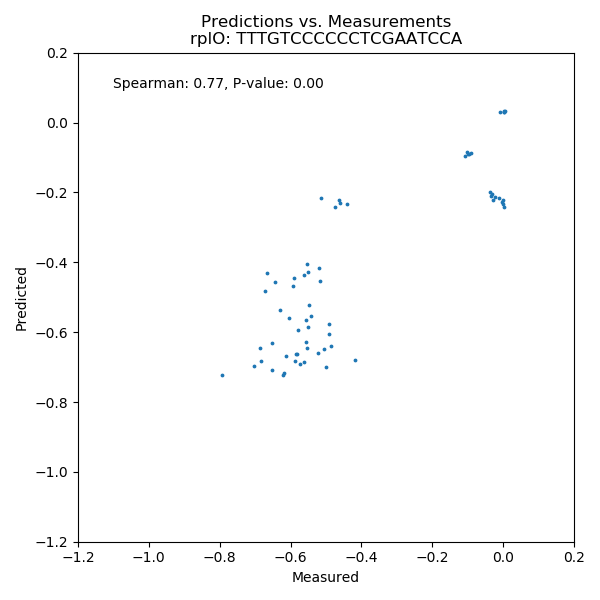 Predictions vs. Measurements
rplO: TTTGTCCCCCCTCGAATCCA
Spearman: 0.77, P-value: 0.00
0.2
0.0
−0.2
−0.4
−0.6
−0.8
−1.0
−1.2
Predicted
−1.2 −1.0 −0.8 −0.6 −0.4 −0.2 0.0 0.2
Measured